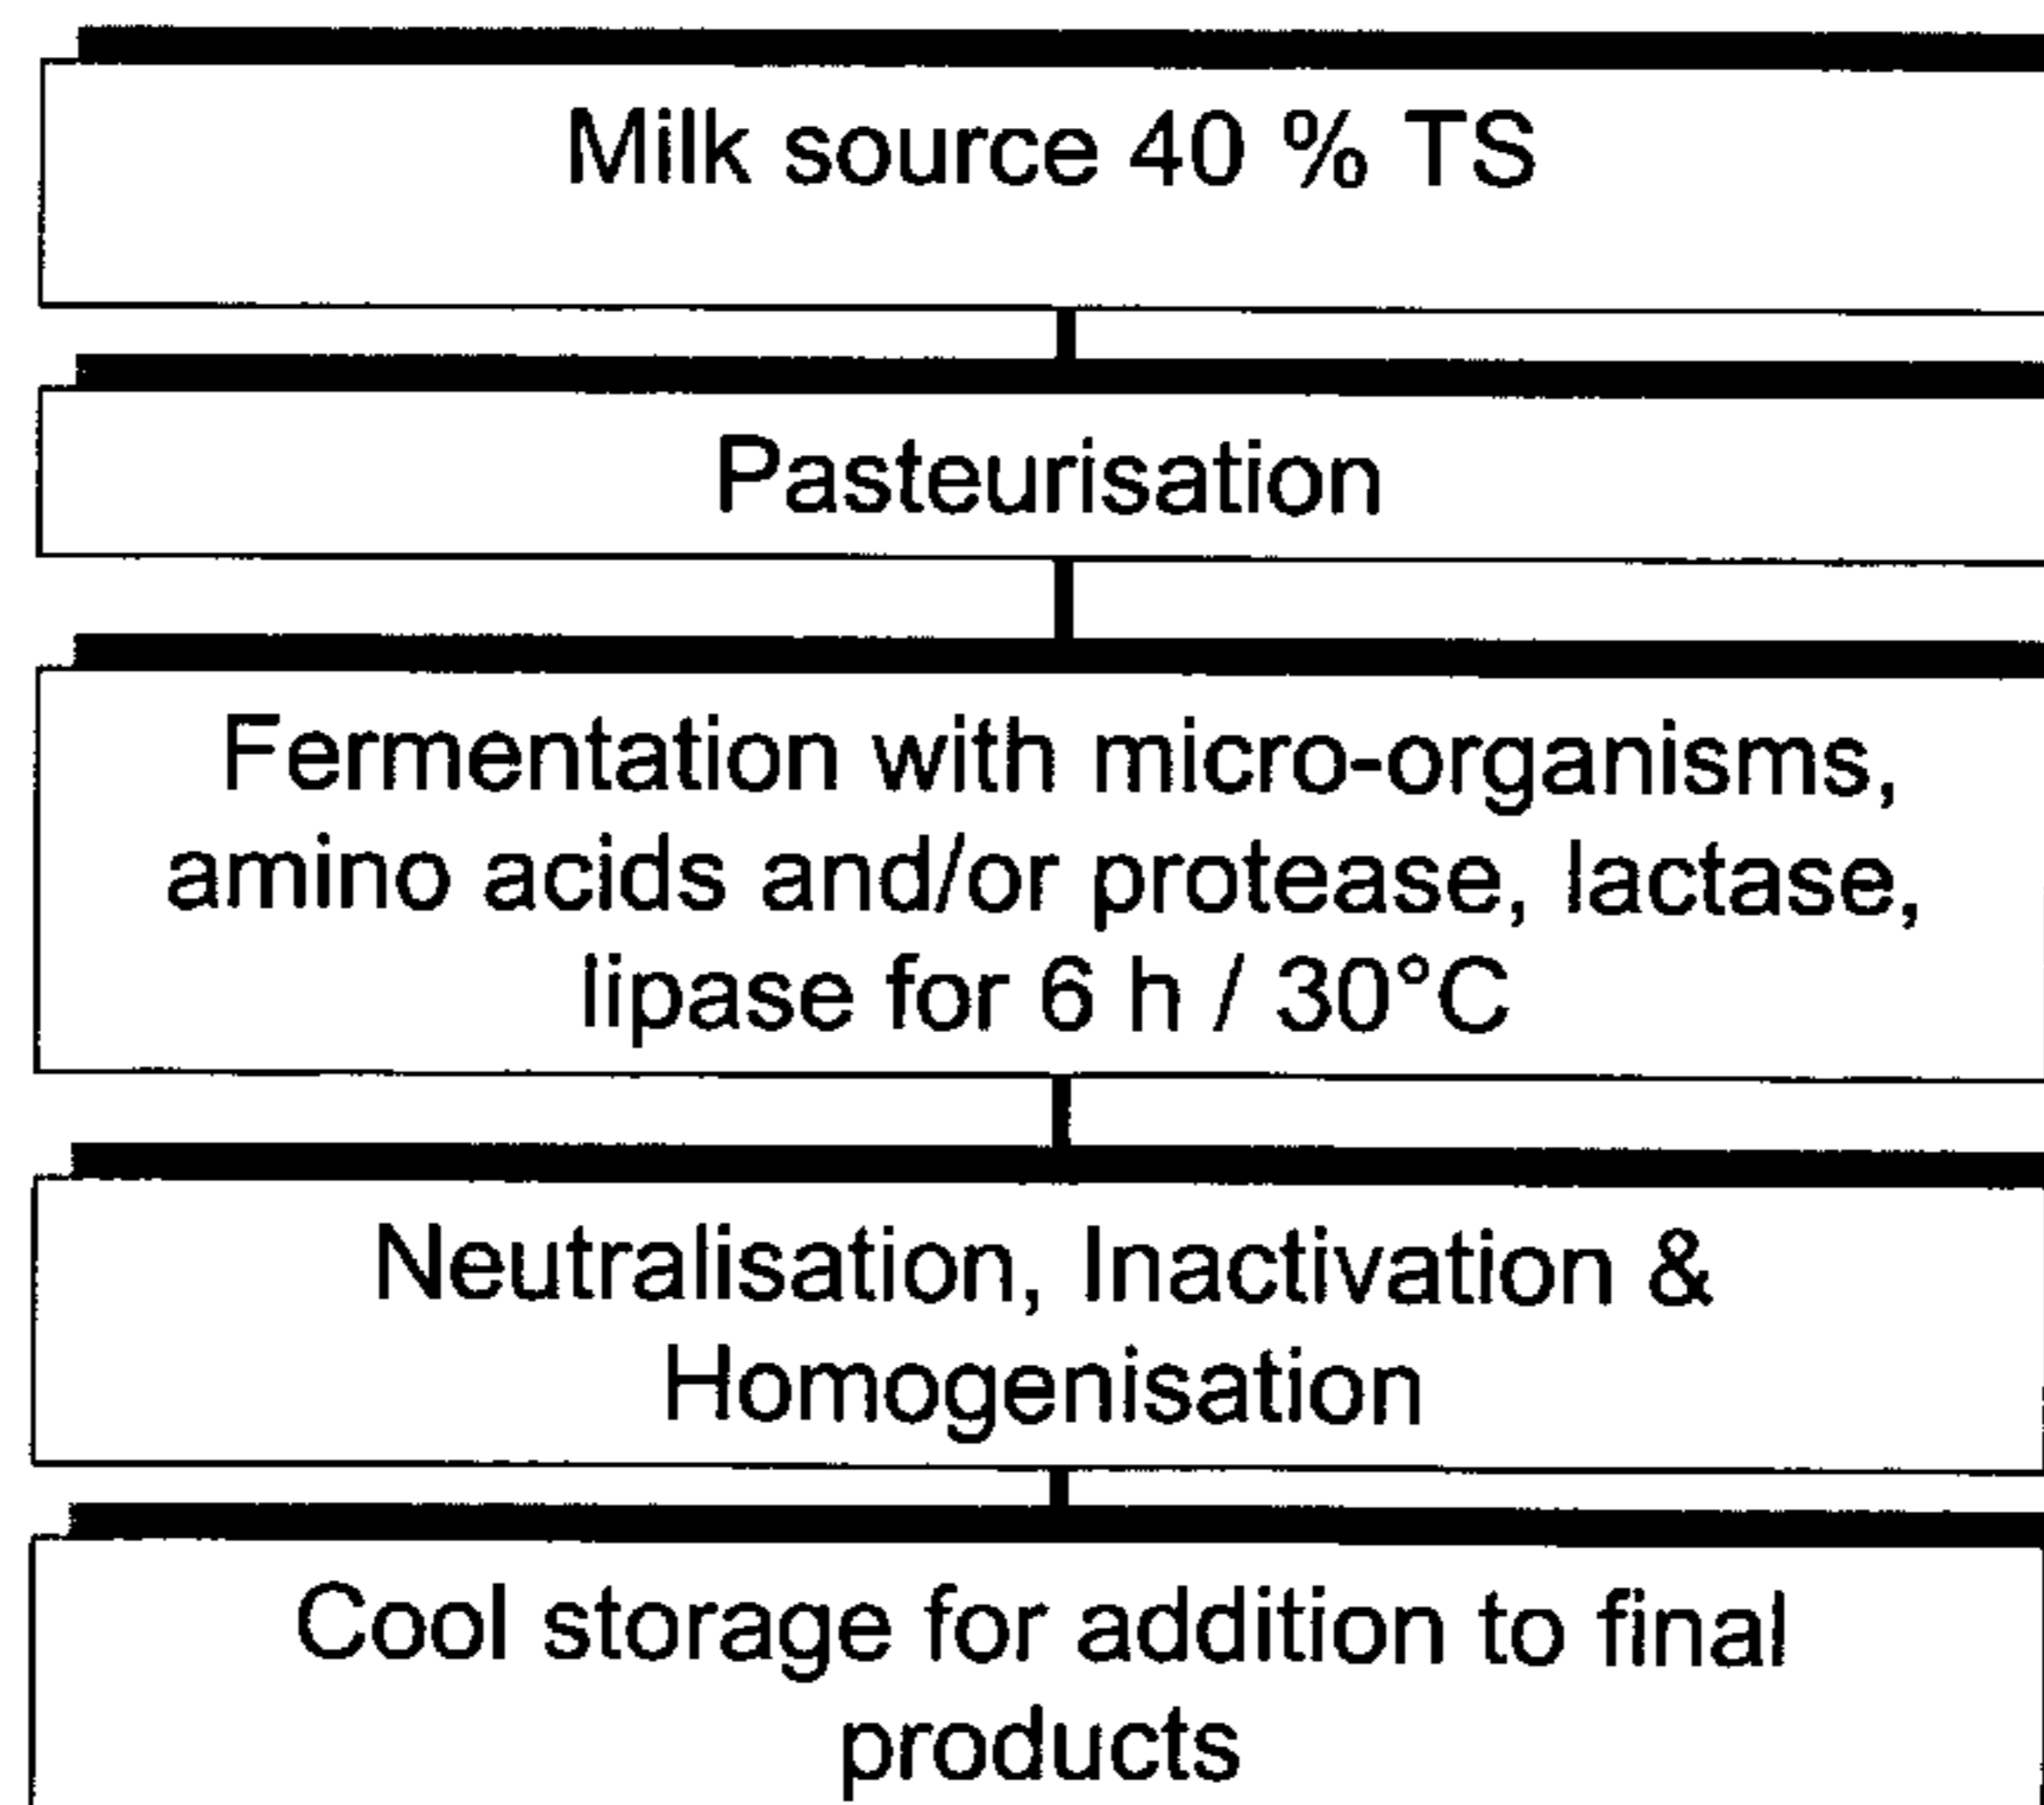 Milk source 40 % TS
Pasteurisation
Fermentation with micro-organisms,
amino acids and/or protease, lactase,
lipase for 6 h / 30°C
Neutralisation, Inactivation &
Homogenisation
Cool storage for addition to final
products